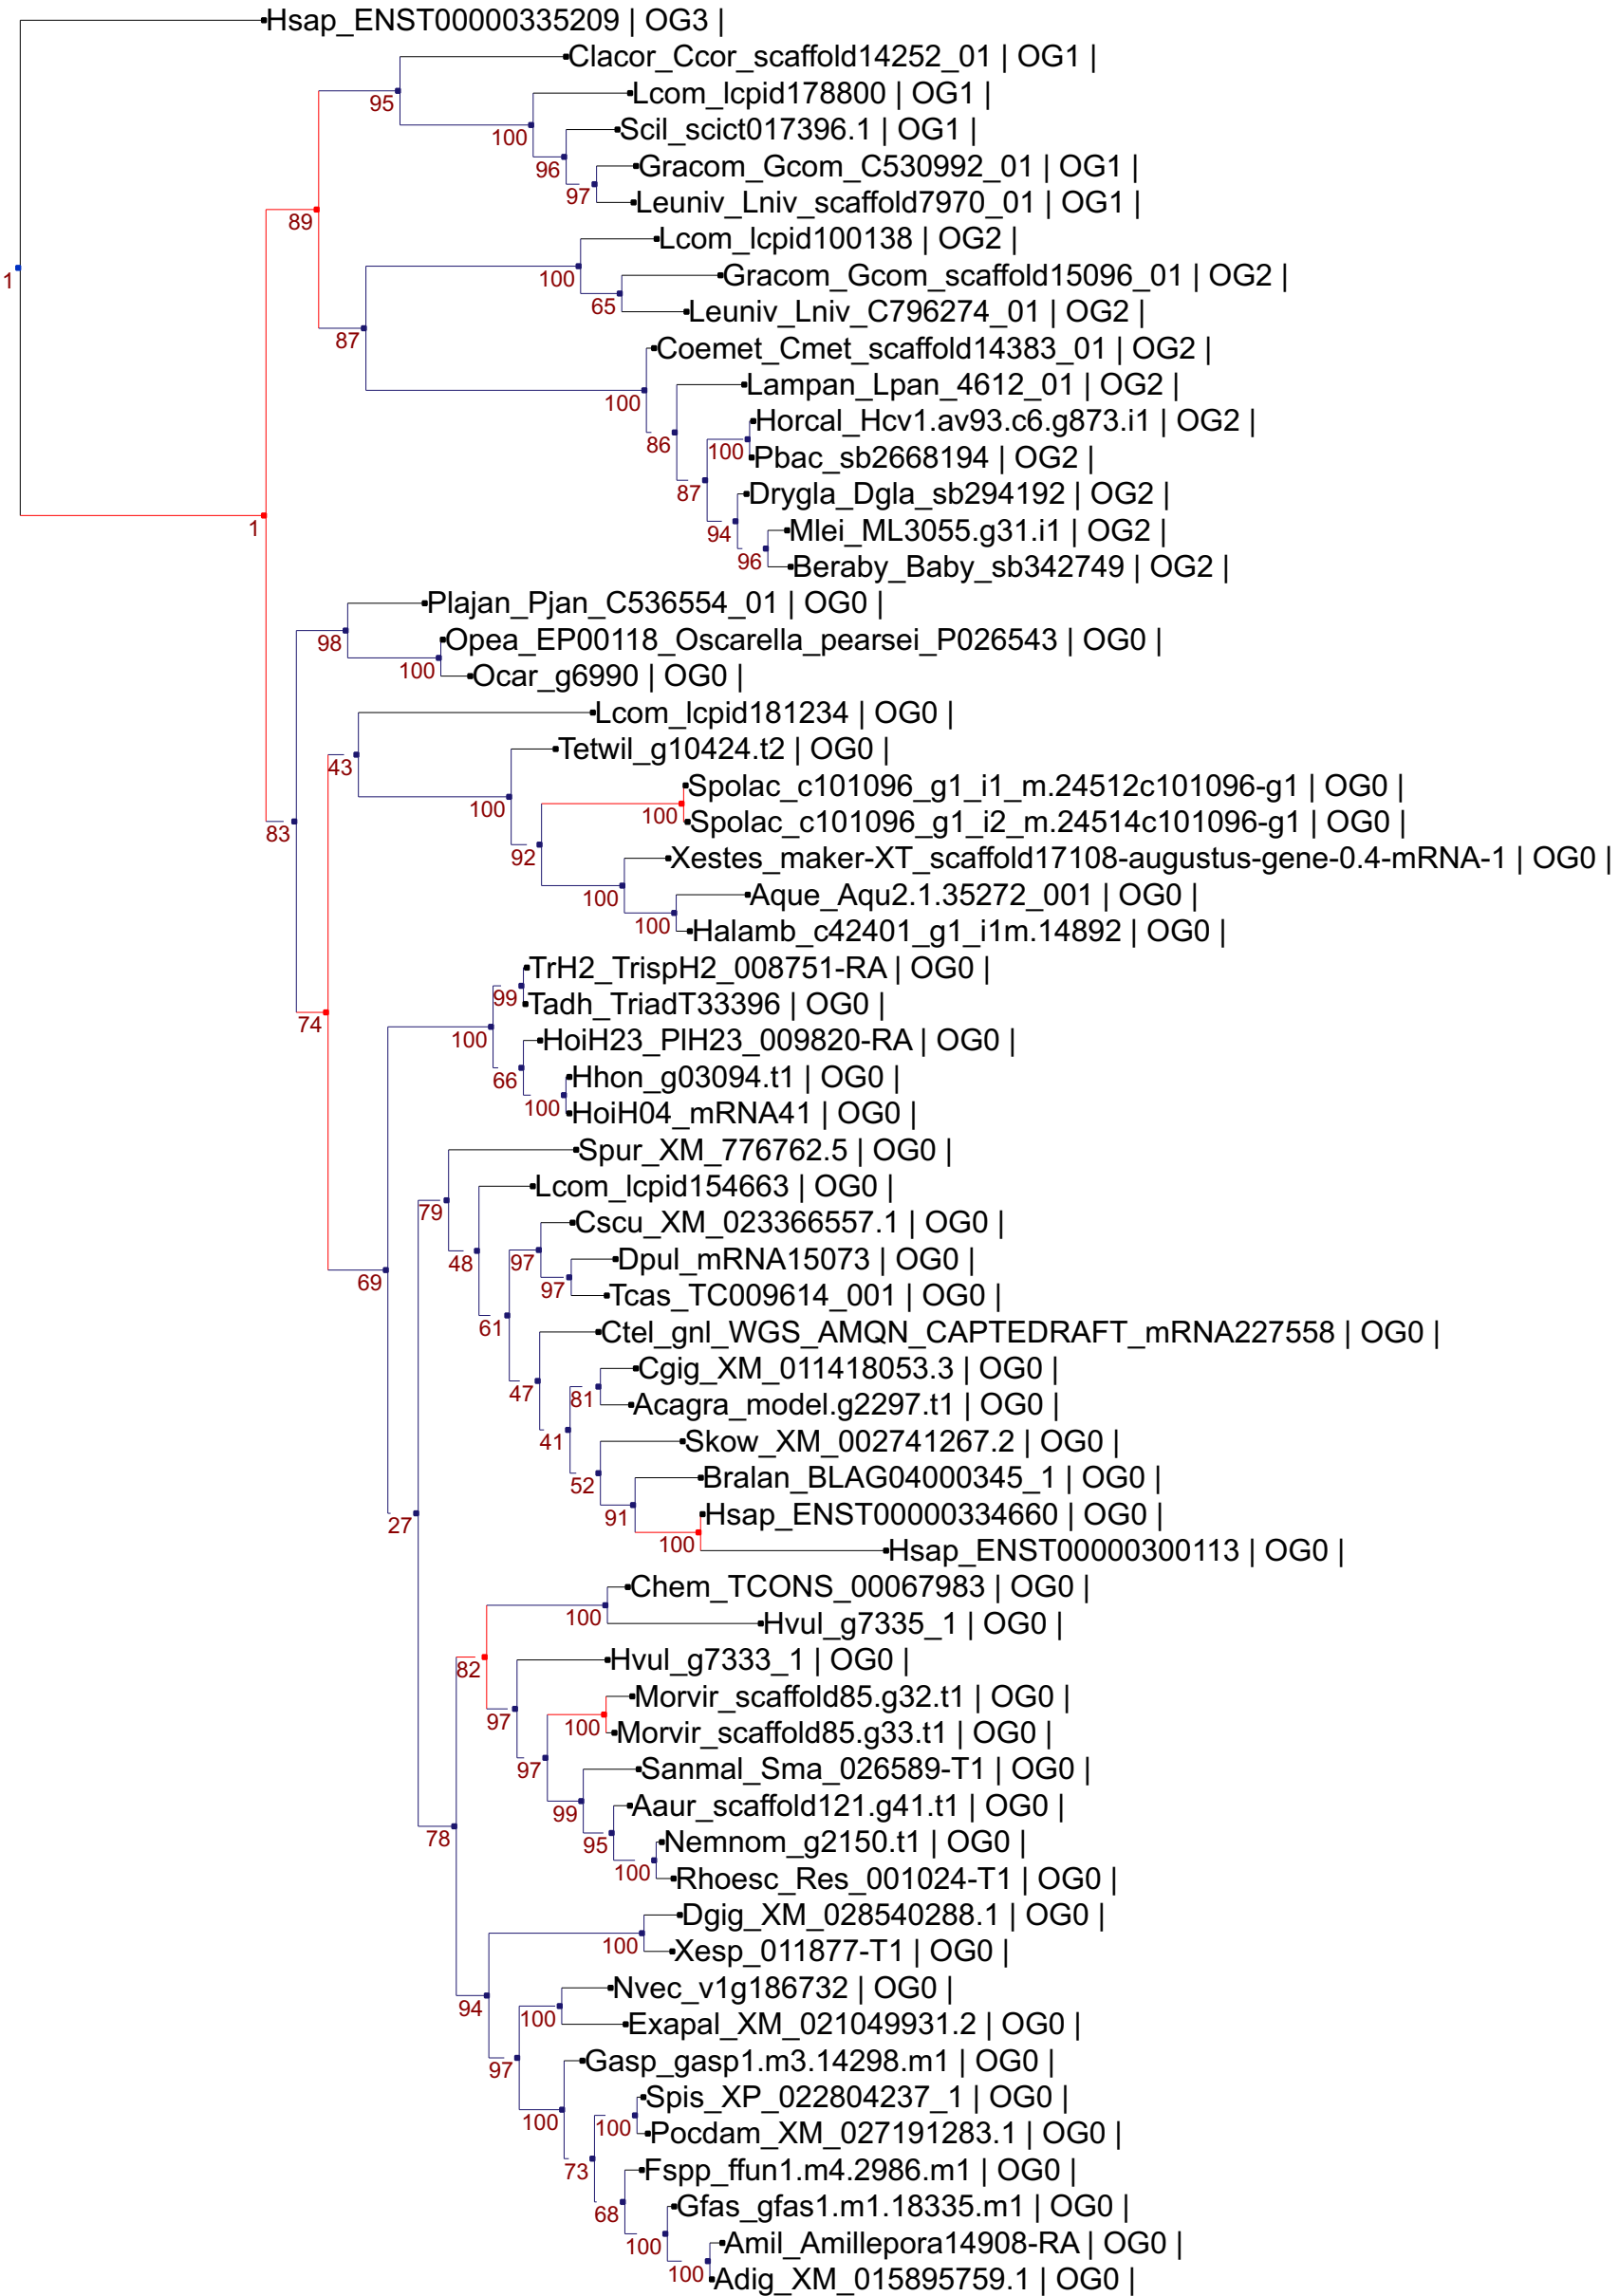 Hsap_ENST00000335209 | OG3 |
Clacor_Ccor_scaffold14252_01 | OG1 |
95
Lcom_lcpid178800 | OG1 |
100
Scil_scict017396.1 | OG1 |
96
Gracom_Gcom_C530992_01 | OG1 |
97
Leuniv_Lniv_scaffold7970_01 | OG1 |
89
Lcom_lcpid100138 | OG2 |
1
100
Gracom_Gcom_scaffold15096_01 | OG2 |
65
Leuniv_Lniv_C796274_01 | OG2 |
87
Coemet_Cmet_scaffold14383_01 | OG2 |
Lampan_Lpan_4612_01 | OG2 |
100
Horcal_Hcv1.av93.c6.g873.i1 | OG2 |
86
100
Pbac_sb2668194 | OG2 |
87
Drygla_Dgla_sb294192 | OG2 |
1
94
Mlei_ML3055.g31.i1 | OG2 |
96
Beraby_Baby_sb342749 | OG2 |
Plajan_Pjan_C536554_01 | OG0 |
98
Opea_EP00118_Oscarella_pearsei_P026543 | OG0 |
100
Ocar_g6990 | OG0 |
Lcom_lcpid181234 | OG0 |
43
Tetwil_g10424.t2 | OG0 |
Spolac_c101096_g1_i1_m.24512c101096-g1 | OG0 |
100
100
Spolac_c101096_g1_i2_m.24514c101096-g1 | OG0 |
83
92
Xestes_maker-XT_scaffold17108-augustus-gene-0.4-mRNA-1 | OG0 |
100
Aque_Aqu2.1.35272_001 | OG0 |
100
Halamb_c42401_g1_i1m.14892 | OG0 |
TrH2_TrispH2_008751-RA | OG0 |
99
Tadh_TriadT33396 | OG0 |
74
100
HoiH23_PlH23_009820-RA | OG0 |
66
Hhon_g03094.t1 | OG0 |
100
HoiH04_mRNA41 | OG0 |
Spur_XM_776762.5 | OG0 |
Lcom_lcpid154663 | OG0 |
79
Cscu_XM_023366557.1 | OG0 |
48
97
Dpul_mRNA15073 | OG0 |
69
97
Tcas_TC009614_001 | OG0 |
61
Ctel_gnl_WGS_AMQN_CAPTEDRAFT_mRNA227558 | OG0 |
Cgig_XM_011418053.3 | OG0 |
47
81
Acagra_model.g2297.t1 | OG0 |
41
Skow_XM_002741267.2 | OG0 |
52
Bralan_BLAG04000345_1 | OG0 |
91
Hsap_ENST00000334660 | OG0 |
27
100
Hsap_ENST00000300113 | OG0 |
Chem_TCONS_00067983 | OG0 |
100
Hvul_g7335_1 | OG0 |
82
Hvul_g7333_1 | OG0 |
Morvir_scaffold85.g32.t1 | OG0 |
97
100
Morvir_scaffold85.g33.t1 | OG0 |
97
Sanmal_Sma_026589-T1 | OG0 |
99
Aaur_scaffold121.g41.t1 | OG0 |
78
95
Nemnom_g2150.t1 | OG0 |
100
Rhoesc_Res_001024-T1 | OG0 |
Dgig_XM_028540288.1 | OG0 |
100
Xesp_011877-T1 | OG0 |
Nvec_v1g186732 | OG0 |
94
100
Exapal_XM_021049931.2 | OG0 |
97
Gasp_gasp1.m3.14298.m1 | OG0 |
Spis_XP_022804237_1 | OG0 |
100
100
Pocdam_XM_027191283.1 | OG0 |
73
Fspp_ffun1.m4.2986.m1 | OG0 |
68
Gfas_gfas1.m1.18335.m1 | OG0 |
100
Amil_Amillepora14908-RA | OG0 |
100
Adig_XM_015895759.1 | OG0 |